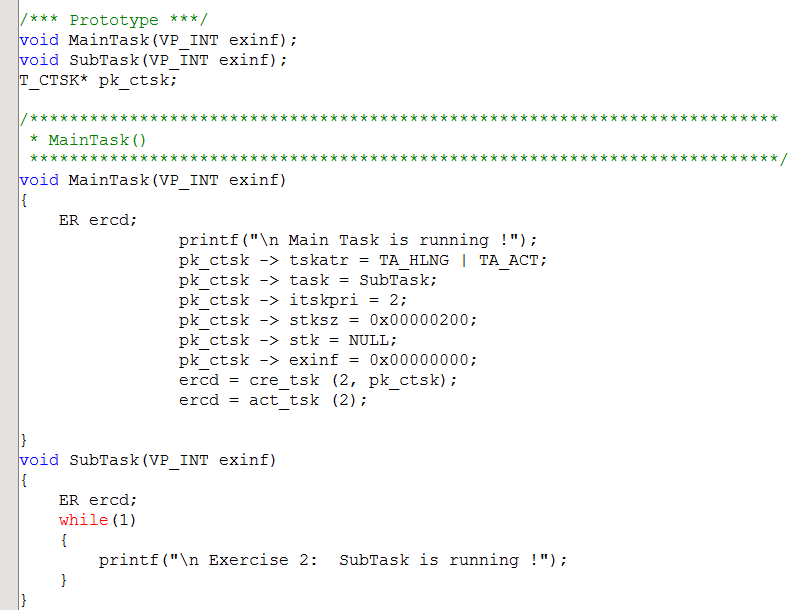 /*** Prototype ***/
void MainTask(VP_INT exinf);
void SubTask(VP_INT exinf);
T_CTSK* pk_ctsk;
/***************************************************************************
 * MainTask()
 ***************************************************************************/
void MainTask(VP_INT exinf)
{
    ER ercd;
                printf("\n Main Task is running !");
                pk_ctsk -> tskatr = TA_HLNG | TA_ACT;
                pk_ctsk -> task = SubTask;
                pk_ctsk -> itskpri = 2;
                pk_ctsk -> stksz = 0x00000200;
                pk_ctsk -> stk = NULL;
                pk_ctsk -> exinf = 0x00000000;
                ercd = cre_tsk (2, pk_ctsk);
                ercd = act_tsk (2);
}
void SubTask(VP_INT exinf)
{
    ER ercd;
    while(1)
    {
        printf("\n Exercise 2:  SubTask is running !");
    }
}